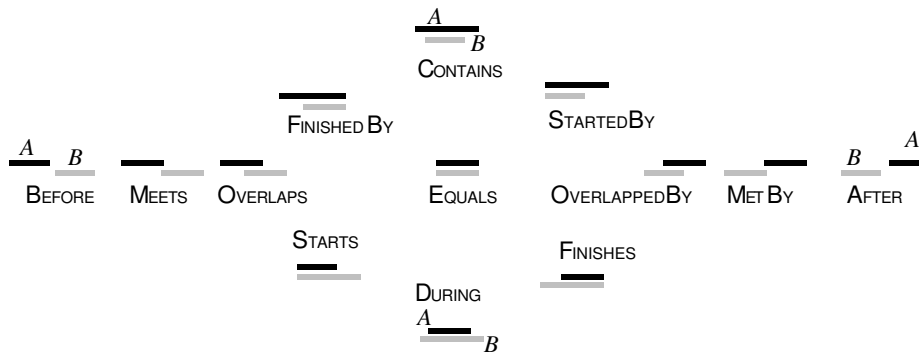 A
B
CONTAINS
FINISHED BY
STARTEDBY
A
B
B
A
BEFORE
MEETS
OVERLAPS
EQUALS
OVERLAPPEDBY
MET BY
AFTER
STARTS
FINISHES
DURING
A
B